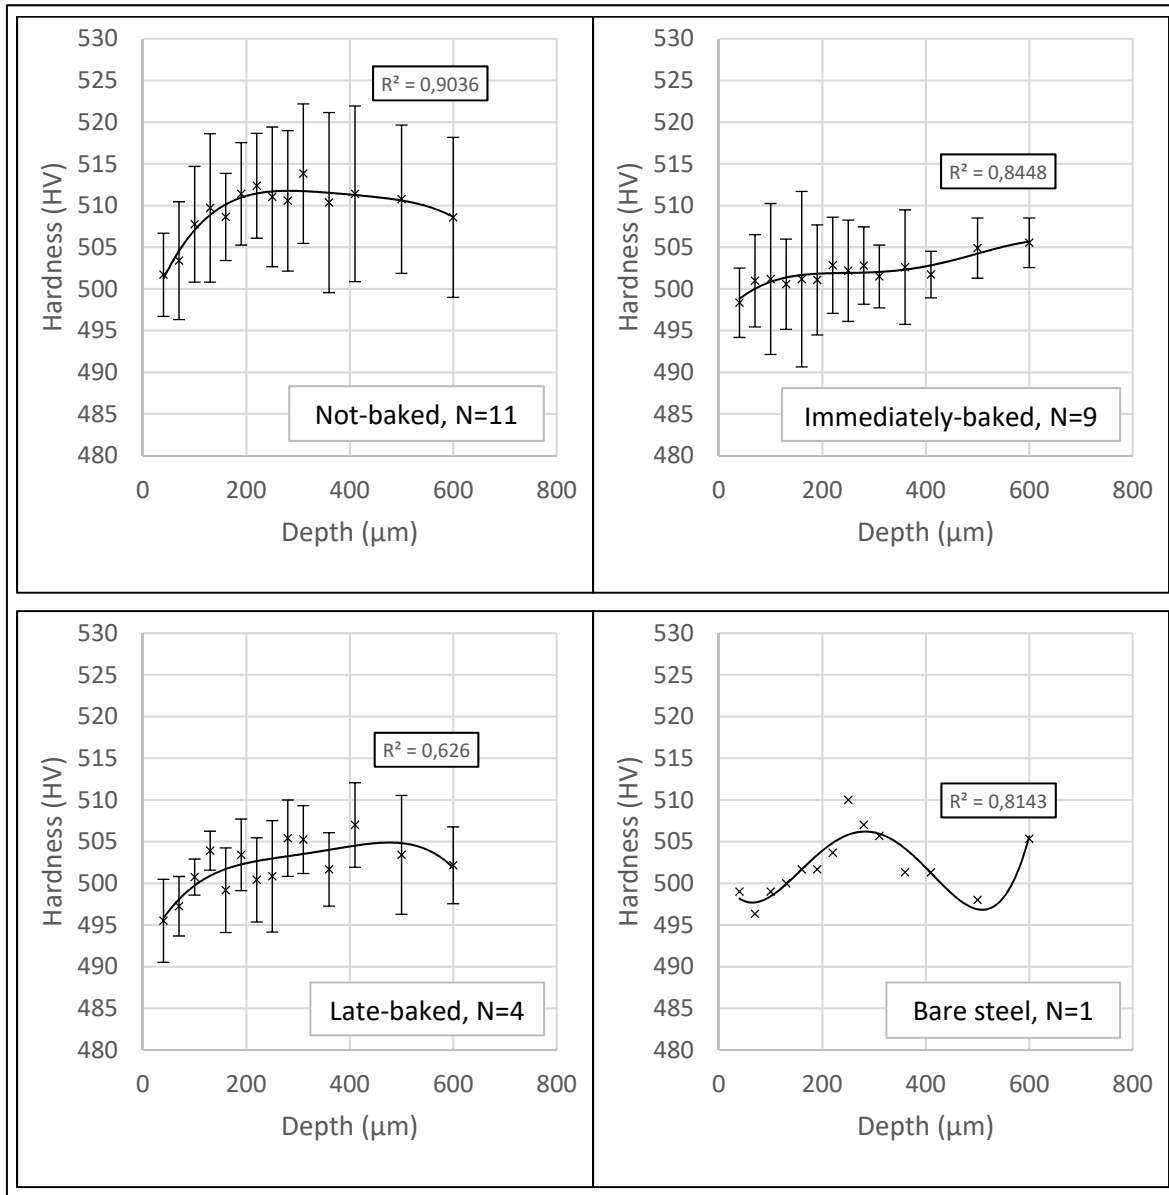 530
525
520
515
510
505
500
495
490
485
480
Hardness (HV)
R² = 0,9036
Not-baked, N=11
0 200 400 600 800
Depth (µm)
530
525
520
515
510
505
500
495
490
485
480
Hardness (HV)
R² = 0,8448
Immediately-baked, N=9
0 200 400 600 800
Depth (µm)
530
525
520
515
510
505
500
495
490
485
480
Hardness (HV)
R² = 0,626
Late-baked, N=4
0 200 400 600 800
Depth (µm)
530
525
520
515
510
505
500
495
490
485
480
Hardness (HV)
R² = 0,8143
Bare steel, N=1
0 200 400 600 800
Depth (µm)